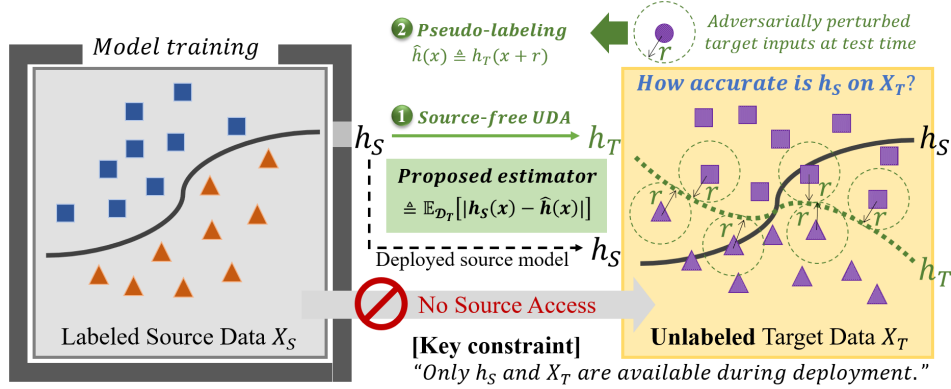 Model training
Labeled Source Data X_S
h_S
② Pseudo-labeling
ĥ(x) ≜ h_T(x + r)
r
Adversarially perturbed
target inputs at test time
① Source-free UDA
h_T
Proposed estimator
≜ 𝔼_{𝒟_T}[|h_S(x) − ĥ(x)|]
Deployed source model
h_S
No Source Access
[Key constraint]
“Only h_S and X_T are available during deployment.”
How accurate is h_S on X_T?
h_S
r
r
r
r
r
h_T
Unlabeled Target Data X_T